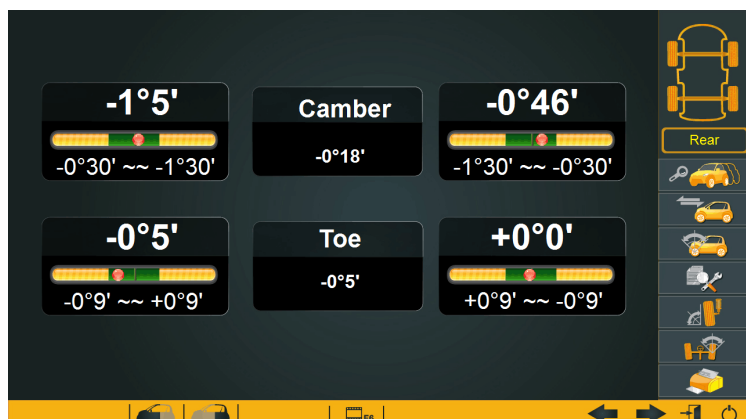 -1°5'
-0°30' ~~ -1°30'
Camber
-0°18'
-0°46'
-1°30' ~~ -0°30'
-0°5'
-0°9' ~~ +0°9'
Toe
-0°5'
+0°0'
+0°9' ~~ -0°9'
Rear
F6